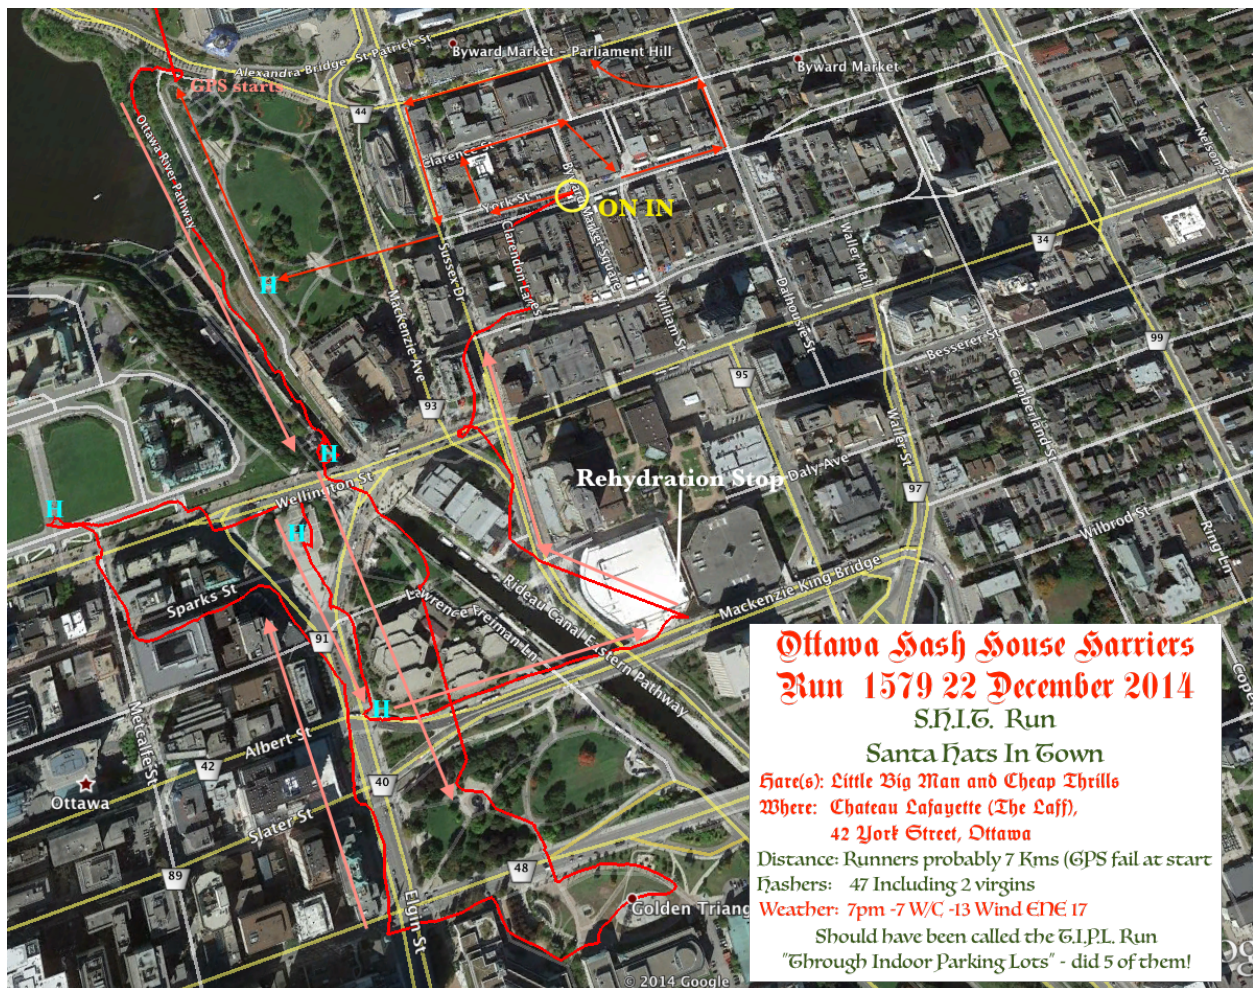 Alexandra Bridge
St Patrick St
Byward Market - Parliament Hill
Byward Market
GPS starts
44
Ottawa River Pathway
Clarence St
Nelson S
York St
Byward Market Square
ON IN
Clarendon Lanes
Sussex Dr
Mackenzie Ave
William St
Dalhousie St
Waller Mall
34
H
Besserer St
99
95
93
Cumberland St
Waller St
H
Daly Ave
Rehydration Stop
Wellington St
97
H
H
Wilbrod St
Ring Ln
Mackenzie King Bridge
Rideau Canal Eastern Pathway
Lawrence Freiman Ln
Sparks St
91
Cope
H
Metcalfe St
Albert St
42
40
Ottawa
Slater St
89
48
Elgin St
Golden Triang
© 2014 Google
Ottawa Hash House Harriers
Run 1579 22 December 2014
S.H.I.T. Run
Santa Hats In Town
Hare(s): Little Big Man and Cheap Thrills
Where: Chateau Lafayette (The Laff),
42 York Street, Ottawa
Distance: Runners probably 7 Kms (GPS fail at start
Hashers: 47 Including 2 virgins
Weather: 7pm -7 W/C -13 Wind ENE 17
Should have been called the T.I.P.L. Run
"Through Indoor Parking Lots" - did 5 of them!